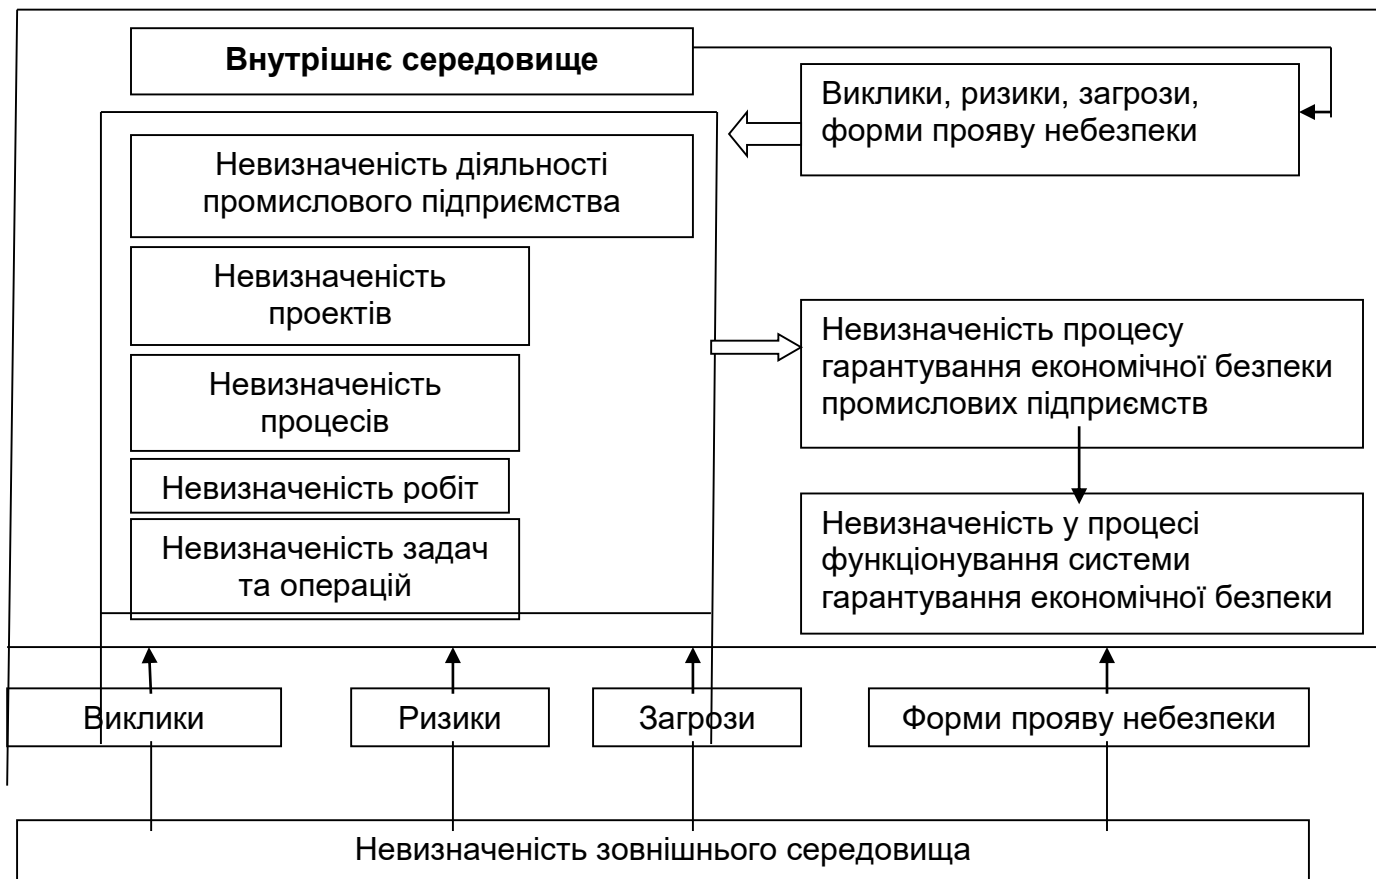 Внутрішнє середовище
Виклики, ризики, загрози,
форми прояву небезпеки
Невизначеність діяльності
промислового підприємства
Невизначеність
проектів
Невизначеність
процесів
Невизначеність робіт
Невизначеність задач
та операцій
Невизначеність процесу
гарантування економічної безпеки
промислових підприємств
Невизначеність у процесі
функціонування системи
гарантування економічної безпеки
Виклики
Ризики
Загрози
Форми прояву небезпеки
Невизначеність зовнішнього середовища